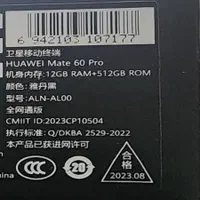 6 942103 107177
卫星移动终端
HUAWEI Mate 60 Pro
机身内存:12GB RAM+512GB ROM
颜色: 雅丹黑
型号: ALN-AL00
全网通版
CMIIT ID:2023CP10504
执行标准: Q/DKBA 2529-2022
本产品已获进网许可
CCC
合格
2023.08